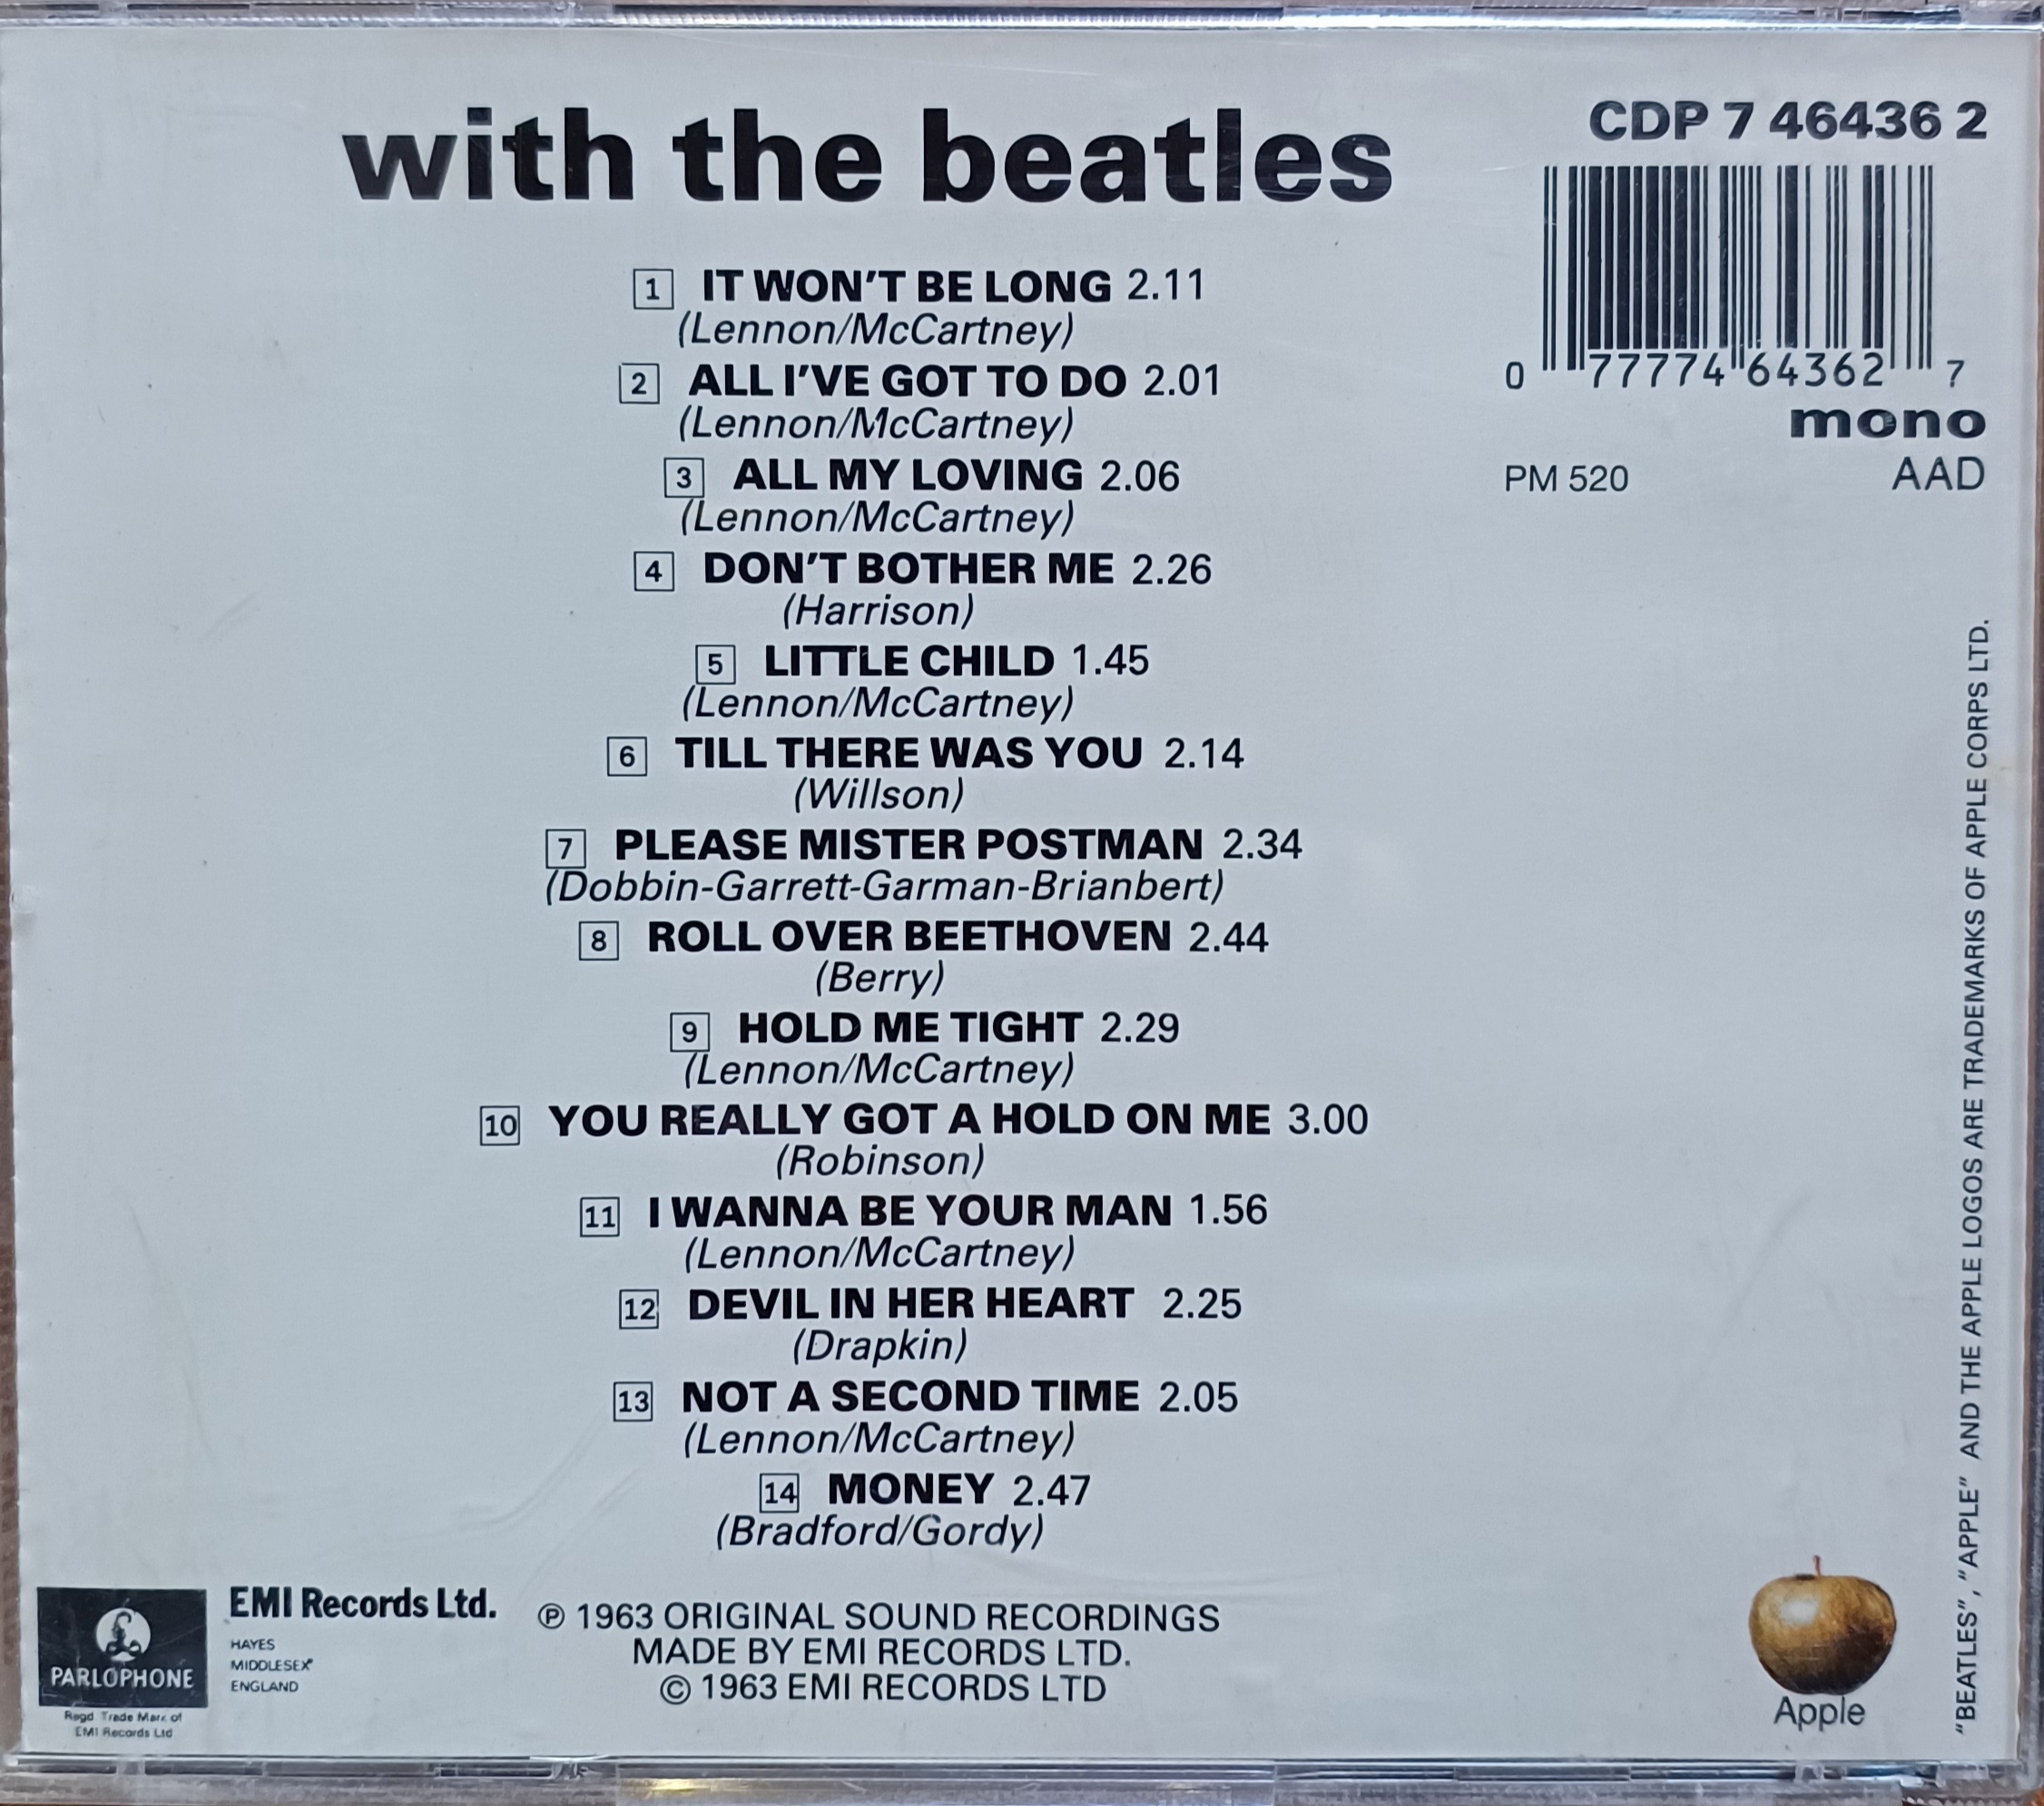 with the beatles
CDP 7 46436 2
0 77774 64362 7
mono
PM 520 AAD
1 IT WON'T BE LONG 2.11
(Lennon/McCartney)
2 ALL I'VE GOT TO DO 2.01
(Lennon/McCartney)
3 ALL MY LOVING 2.06
(Lennon/McCartney)
4 DON'T BOTHER ME 2.26
(Harrison)
5 LITTLE CHILD 1.45
(Lennon/McCartney)
6 TILL THERE WAS YOU 2.14
(Willson)
7 PLEASE MISTER POSTMAN 2.34
(Dobbin-Garrett-Garman-Brianbert)
8 ROLL OVER BEETHOVEN 2.44
(Berry)
9 HOLD ME TIGHT 2.29
(Lennon/McCartney)
10 YOU REALLY GOT A HOLD ON ME 3.00
(Robinson)
11 I WANNA BE YOUR MAN 1.56
(Lennon/McCartney)
12 DEVIL IN HER HEART 2.25
(Drapkin)
13 NOT A SECOND TIME 2.05
(Lennon/McCartney)
14 MONEY 2.47
(Bradford/Gordy)
PARLOPHONE
Regd Trade Mark of
EMI Records Ltd
EMI Records Ltd.
HAYES
MIDDLESEX
ENGLAND
℗ 1963 ORIGINAL SOUND RECORDINGS
MADE BY EMI RECORDS LTD.
© 1963 EMI RECORDS LTD
Apple
"BEATLES", "APPLE" AND THE APPLE LOGOS ARE TRADEMARKS OF APPLE CORPS LTD.